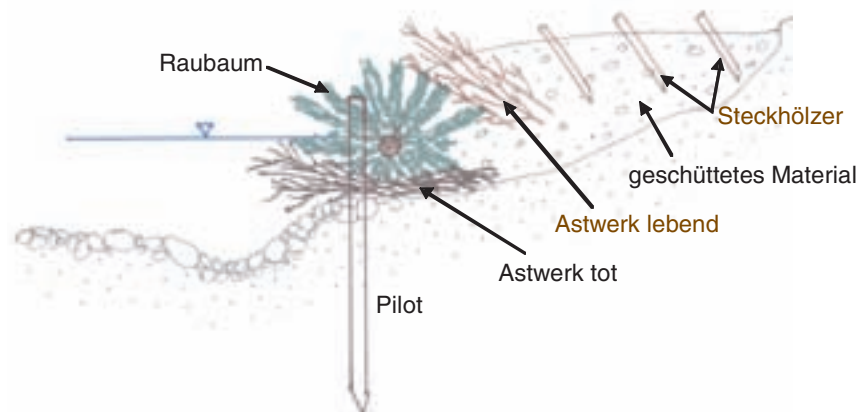 Raubaum
Steckhölzer
geschüttetes Material
Astwerk lebend
Astwerk tot
Pilot